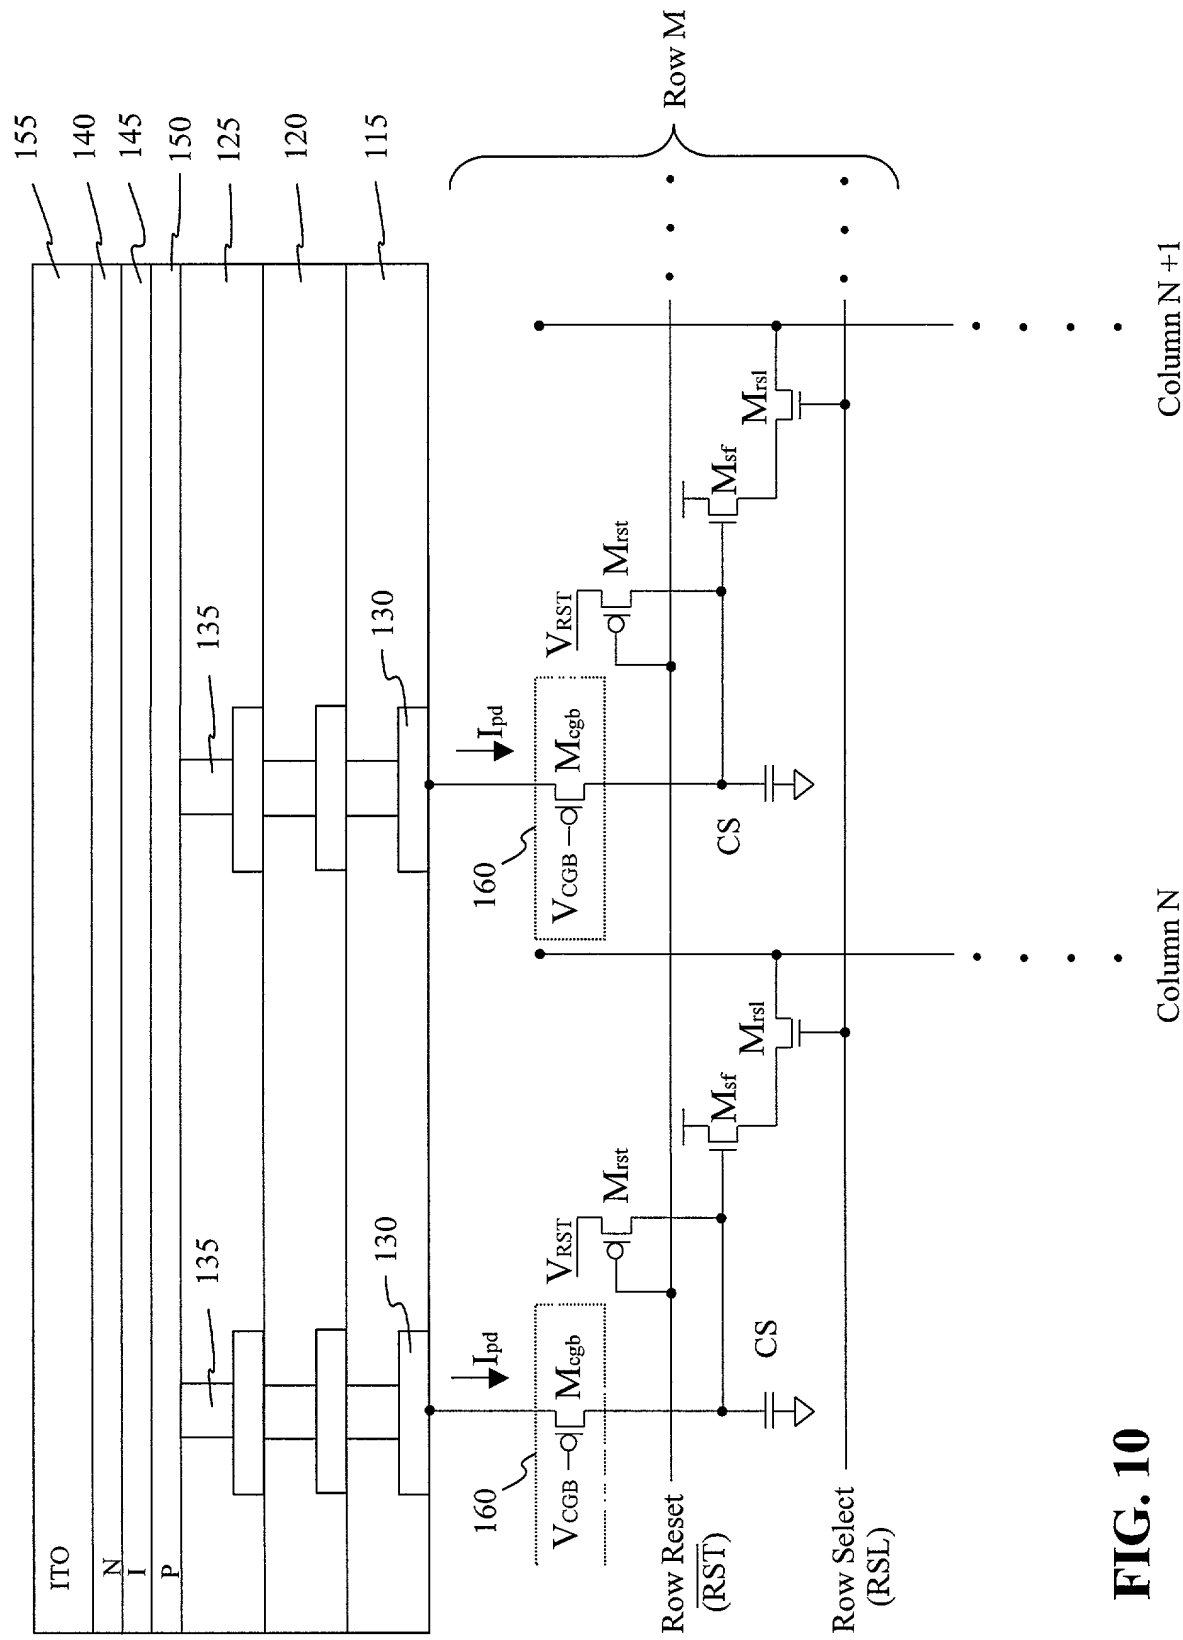 155
140
145
150
125
120
115
ITO
N
I
P
135
135
130
130
Ipd
Ipd
160
160
VCGB
Mcgb
VCGB
Mcgb
VRST
Mrst
VRST
Mrst
CS
CS
Msf
Msf
Mrsl
Mrsl
Row M
Row Reset
(RST)
Row Select
(RSL)
Column N
Column N +1
FIG. 10